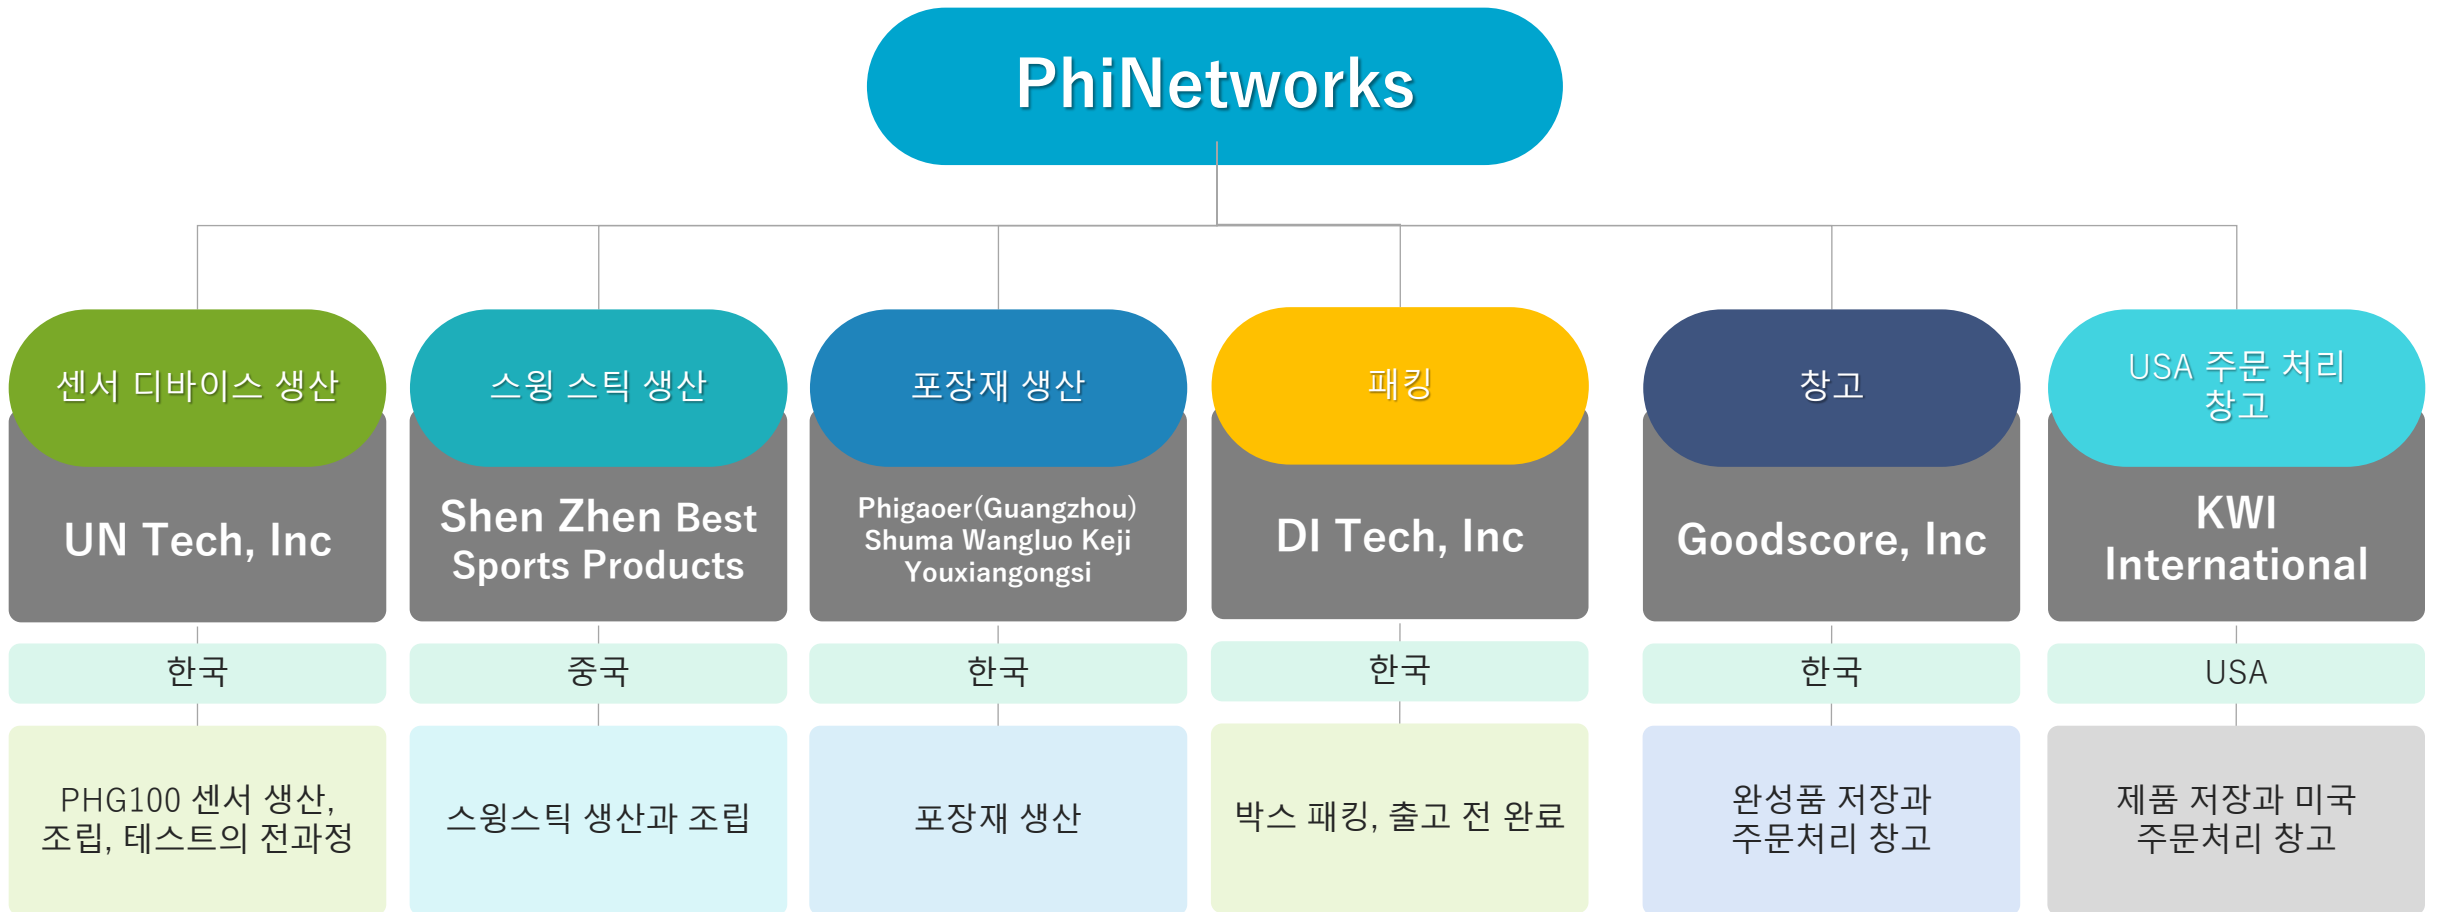 PhiNetworks
센서 디바이스 생산
스윙 스틱 생산
포장재 생산
패킹
창고
USA 주문 처리
창고
UN Tech, Inc
Shen Zhen Best
Sports Products
Phigaoer(Guangzhou)
Shuma Wangluo Keji
Youxiangongsi
DI Tech, Inc
Goodscore, Inc
KWI
International
한국
중국
한국
한국
한국
USA
PHG100 센서 생산,
조립, 테스트의 전과정
스윙스틱 생산과 조립
포장재 생산
박스 패킹, 출고 전 완료
완성품 저장과
주문처리 창고
제품 저장과 미국
주문처리 창고